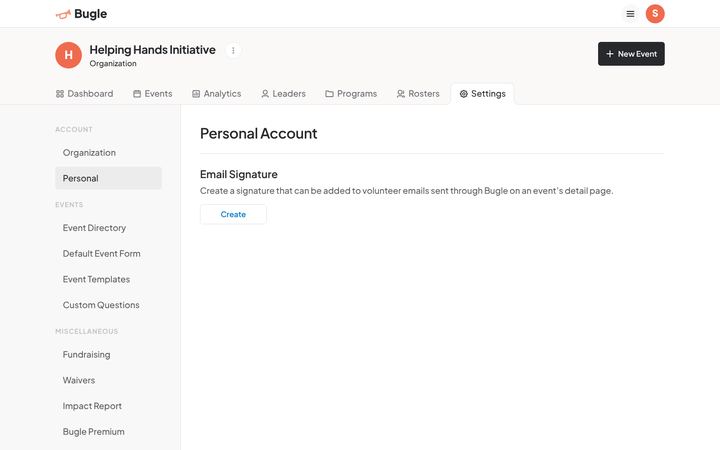 Bugle
S
H
Helping Hands Initiative
Organization
New Event
Dashboard
Events
Analytics
Leaders
Programs
Rosters
Settings
ACCOUNT
Organization
Personal
EVENTS
Event Directory
Default Event Form
Event Templates
Custom Questions
MISCELLANEOUS
Fundraising
Waivers
Impact Report
Bugle Premium
Personal Account
Email Signature
Create a signature that can be added to volunteer emails sent through Bugle on an event's detail page.
Create